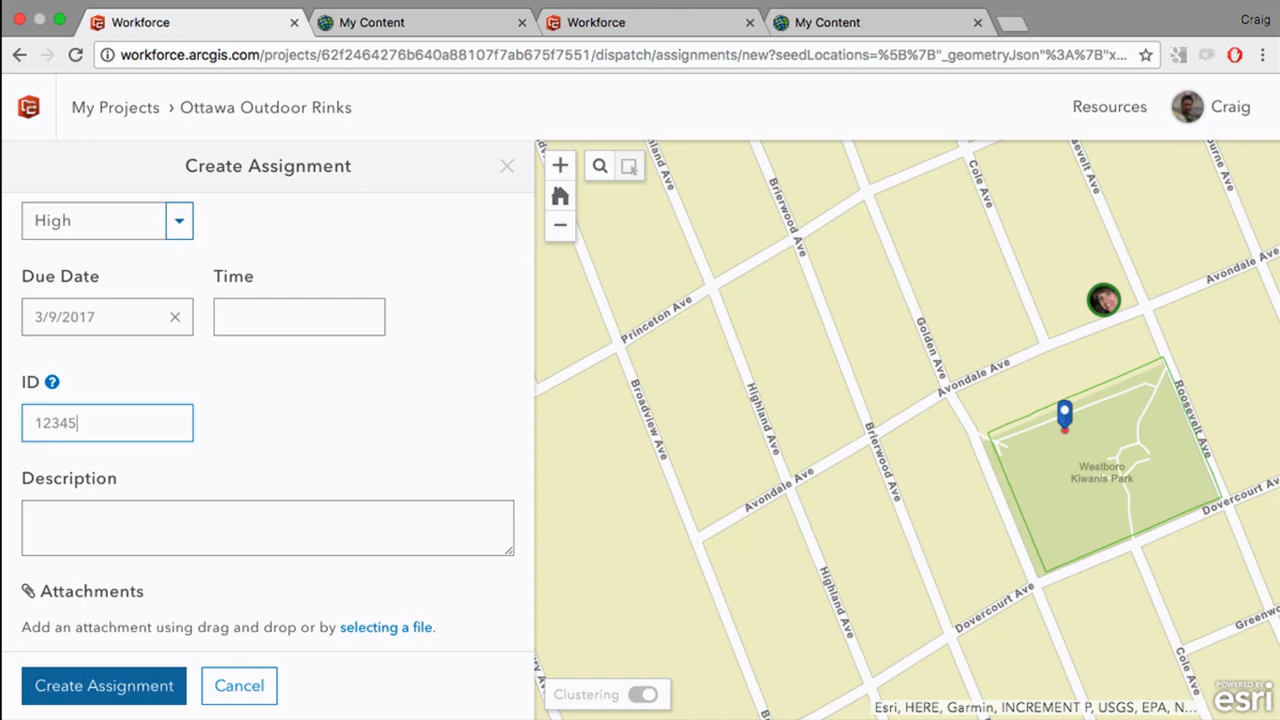 Workforce
My Content
Workforce
My Content
Craig
workforce.arcgis.com/projects/62f2464276b640a88107f7ab675f7551/dispatch/assignments/new?seedLocations=%5B%7B"_geometryJson"%3A%7B"x...
My Projects › Ottawa Outdoor Rinks
Resources
Craig
Create Assignment
High
Due Date
Time
3/9/2017
ID
12345
Description
Attachments
Add an attachment using drag and drop or by selecting a file.
Create Assignment
Cancel
Brierwood Ave
Cole Ave
Avondale Ave
Princeton Ave
Golden Ave
Avondale Ave
Broadview Ave
Highland Ave
Roosevelt Ave
Brierwood Ave
Westboro
Kiwanis Park
Avondale Ave
Dovercourt Ave
Highland Ave
Dovercourt Ave
Cole Ave
Clustering
Esri, HERE, Garmin, INCREMENT P, USGS, EPA, N...
POWERED BY
esri